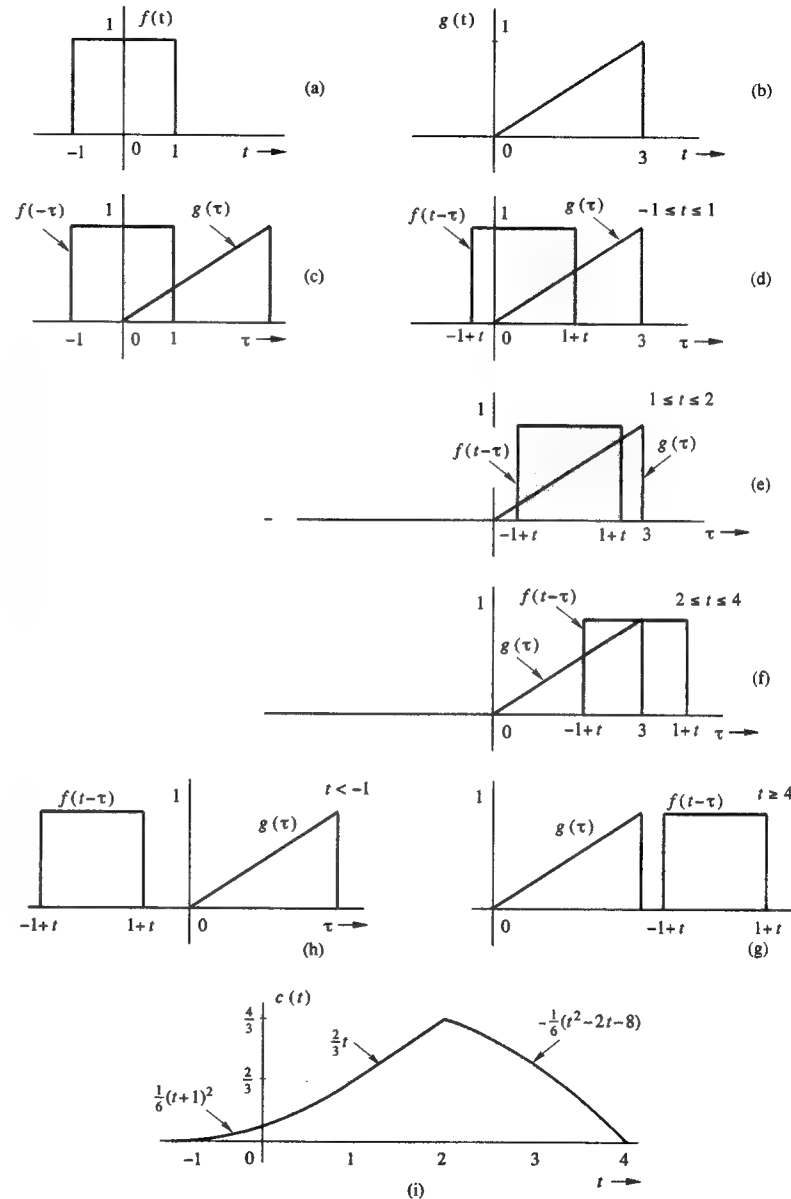 1 f(t)
(a)
-1 0 1 t
g(t) 1
(b)
0 3 t
f(-τ) 1 g(τ)
(c)
-1 0 1 τ
f(t-τ) 1 g(τ) -1 ≤ t ≤ 1
(d)
-1+t 0 1+t 3 τ
1 1 ≤ t ≤ 2
f(t-τ) g(τ)
(e)
-1+t 1+t 3 τ
1 f(t-τ) 2 ≤ t ≤ 4
g(τ)
(f)
0 -1+t 3 1+t τ
f(t-τ) 1 t < -1
g(τ)
-1+t 1+t 0 τ
(h)
1 f(t-τ) t ≥ 4
g(τ)
0 -1+t 1+t
(g)
c(t)
4/3
-1/6(t²-2t-8)
2/3 t
2/3
1/6(t+1)²
-1 0 1 2 3 4
t
(i)